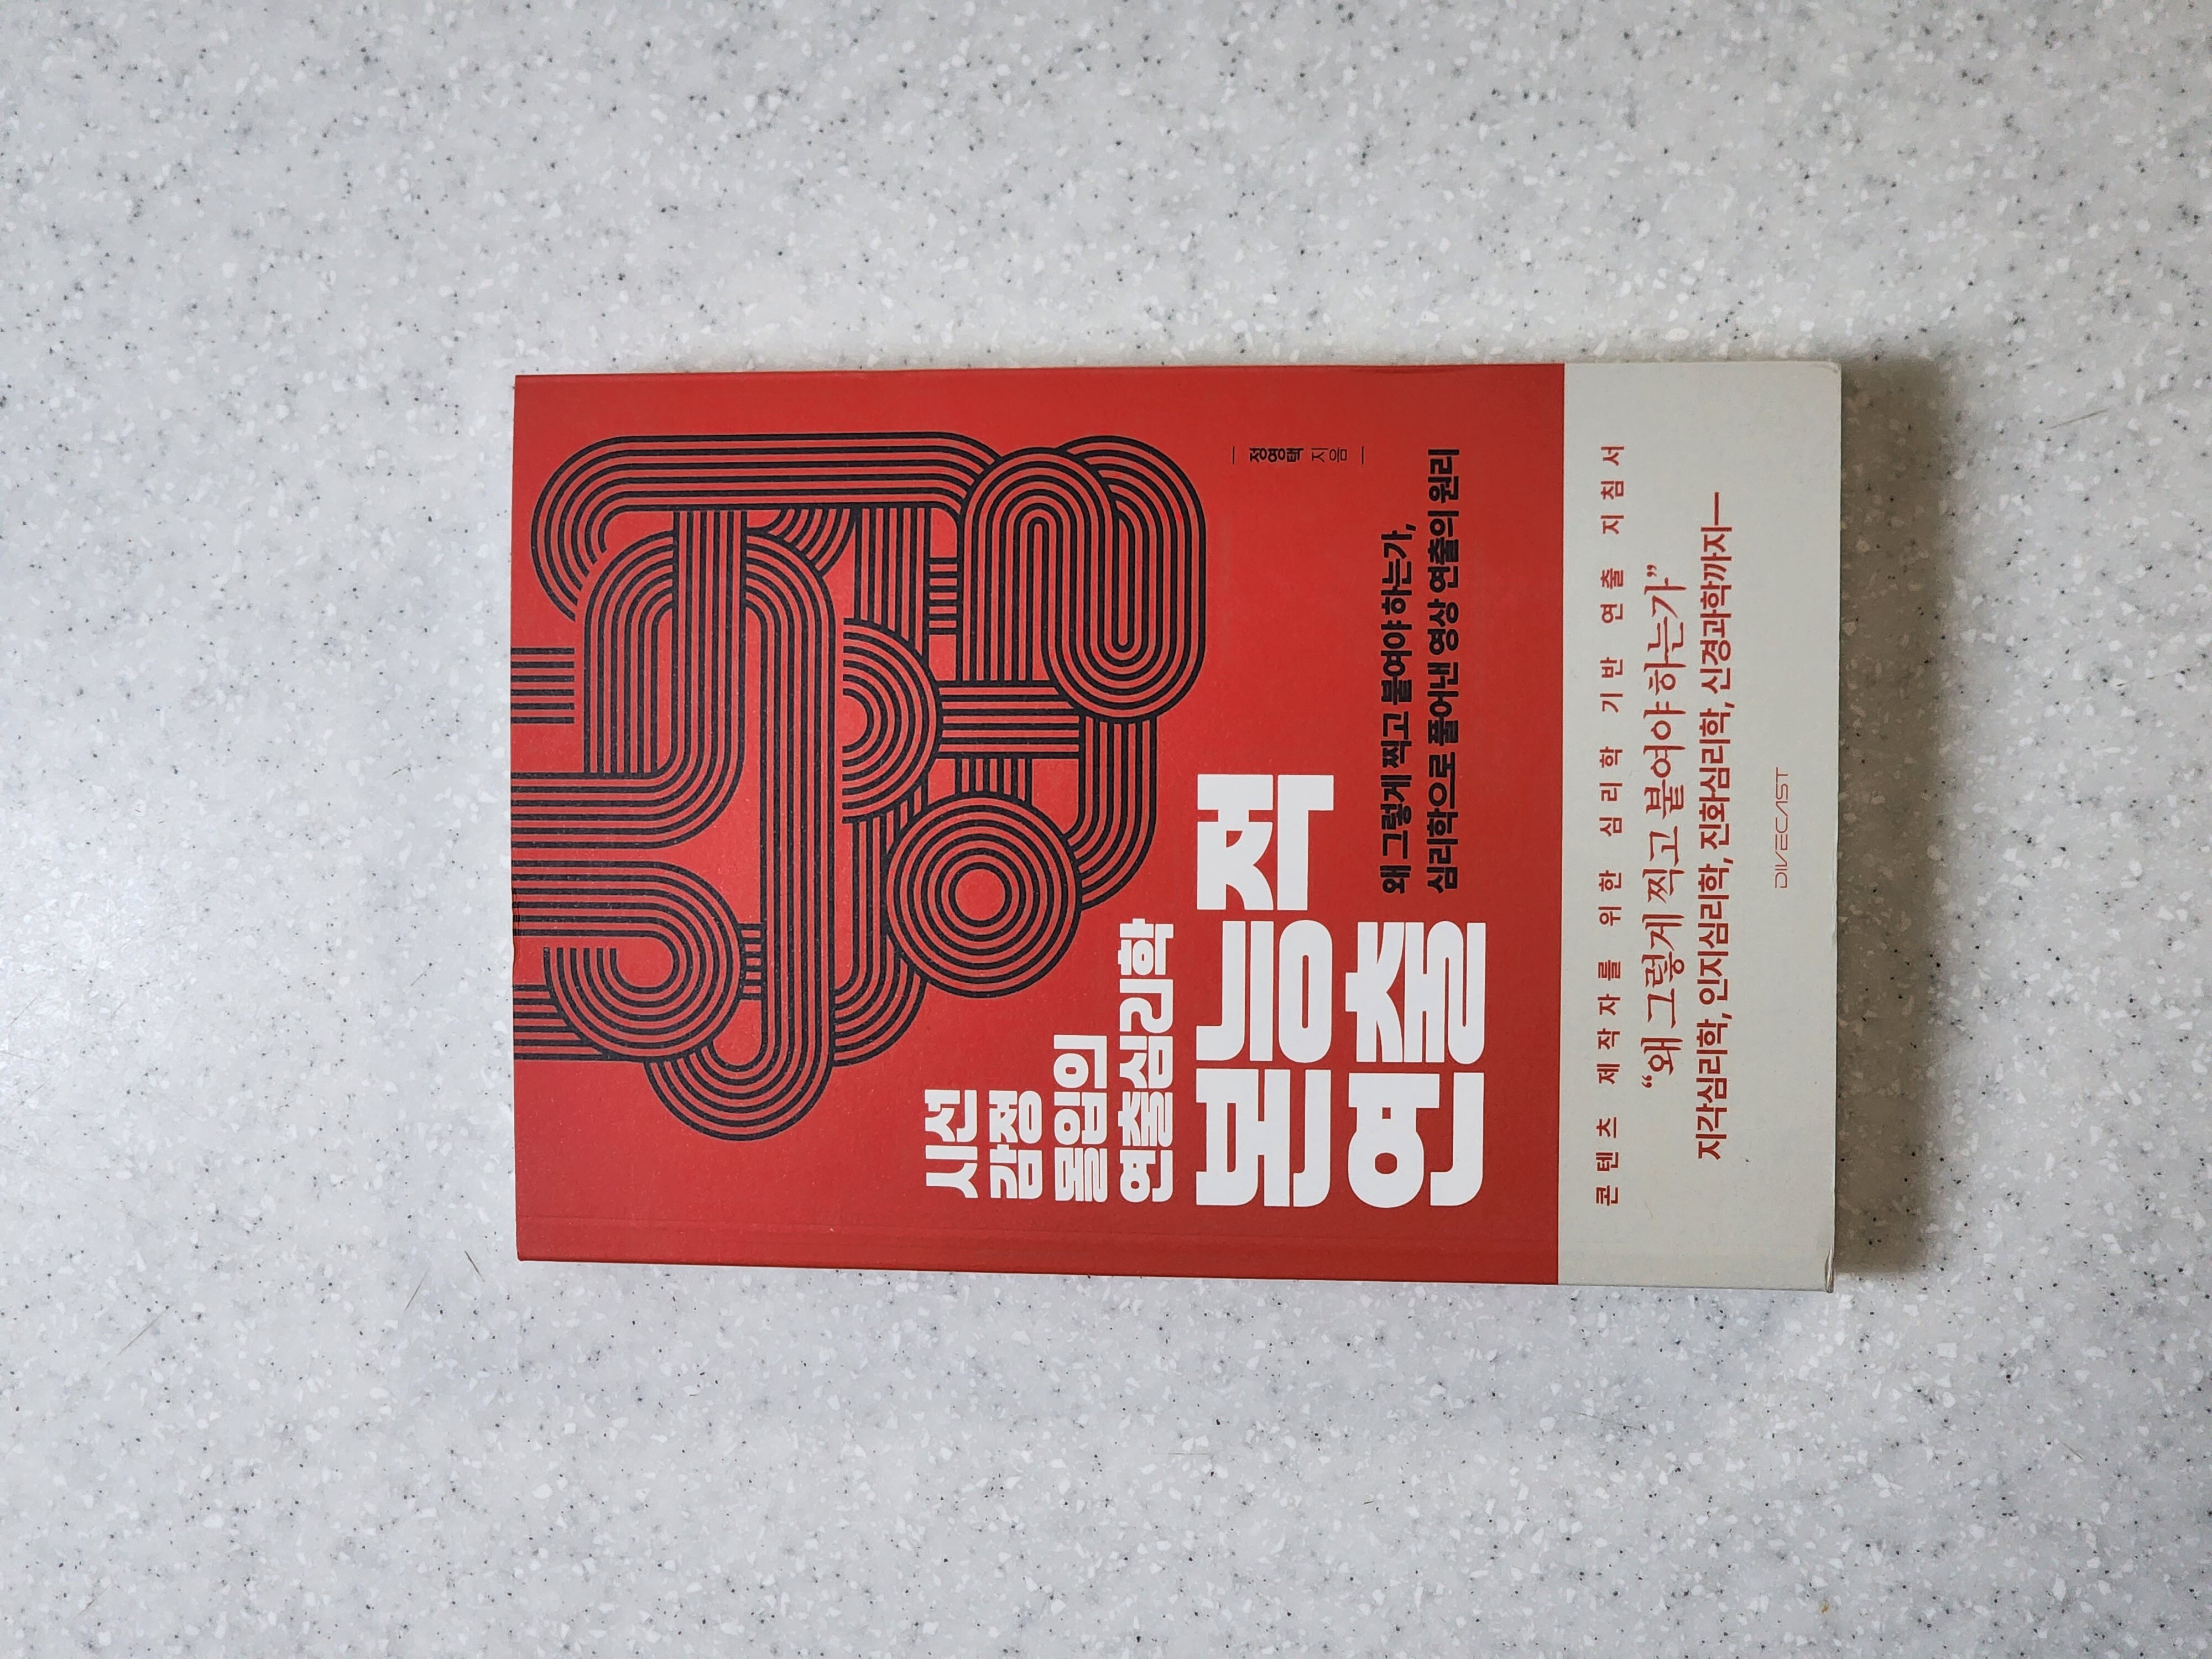 시선
감정
몰입의
연출심리학
본능적
연출
정영택 지음
왜 그렇게 찍고 붙여야 하는가,
심리학으로 풀어낸 영상 연출의 원리
콘텐츠 제작자를 위한 심리학 기반 연출 지침서
“왜 그렇게 찍고 붙여야 하는가”
지각심리학, 인지심리학, 진화심리학, 신경과학까지—
DIVECAST